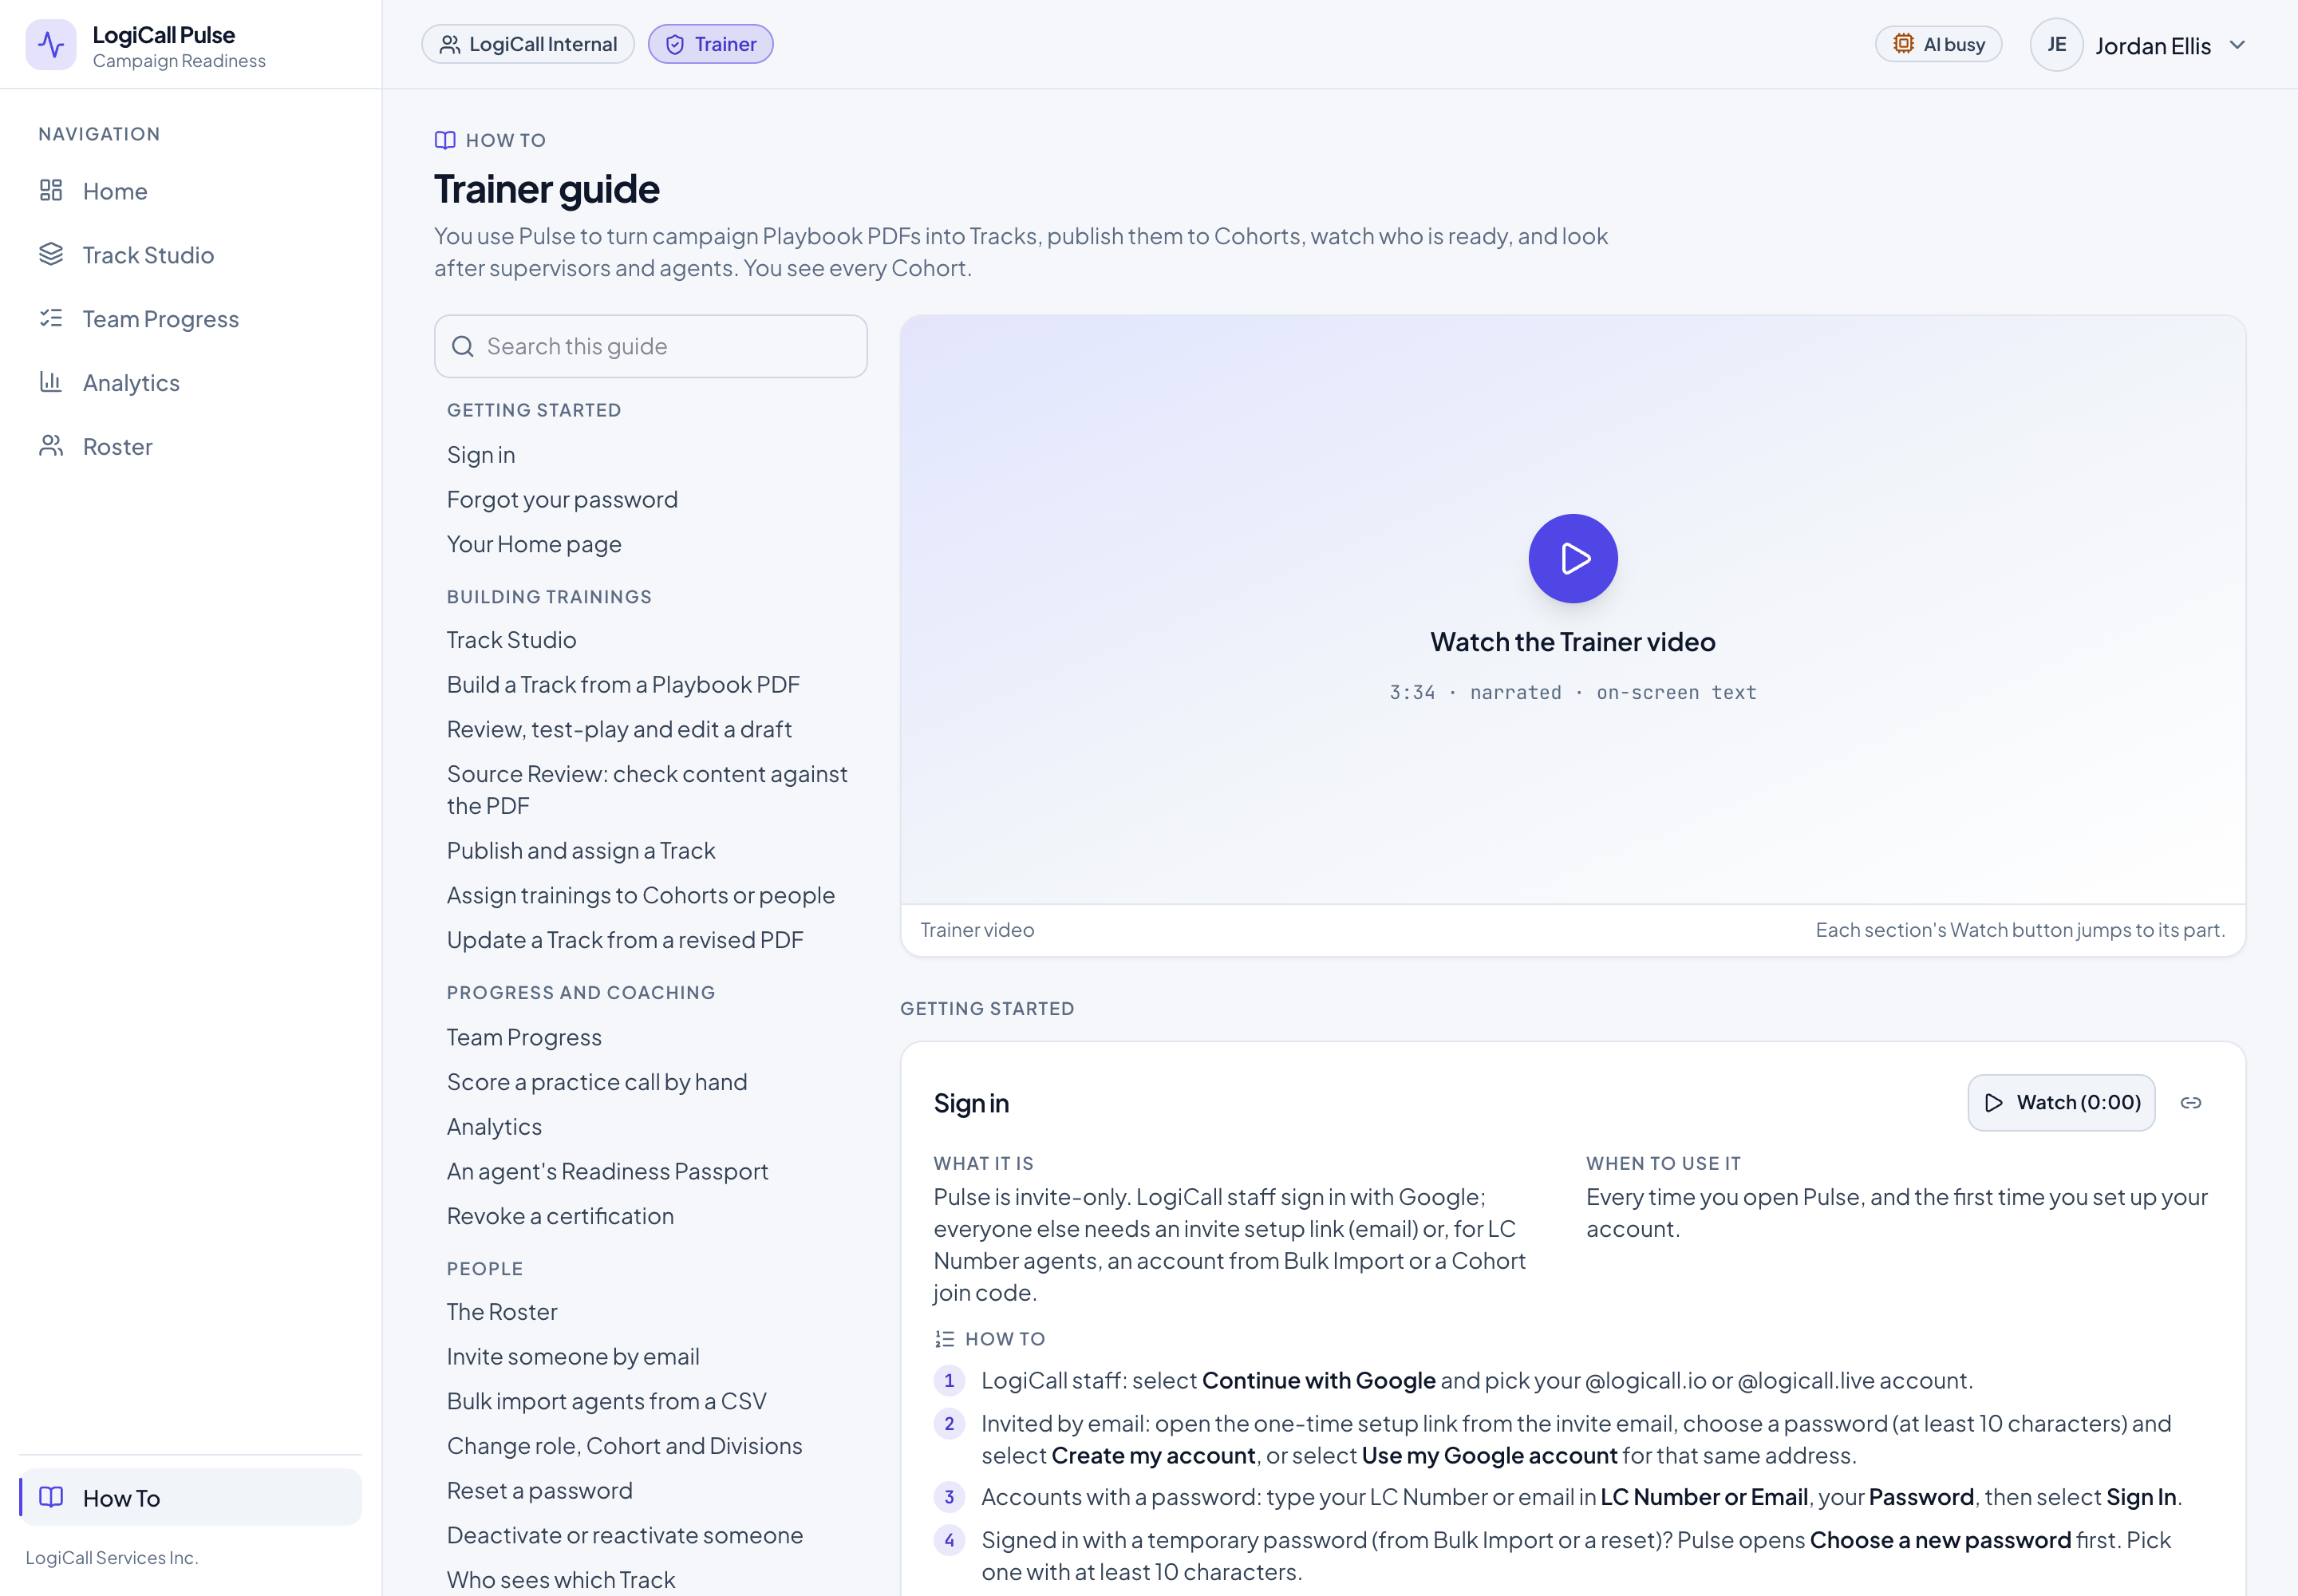 LogiCall Pulse
Campaign Readiness
LogiCall Internal
Trainer
AI busy
JE
Jordan Ellis
NAVIGATION
Home
Track Studio
Team Progress
Analytics
Roster
How To
LogiCall Services Inc.
HOW TO
Trainer guide
You use Pulse to turn campaign Playbook PDFs into Tracks, publish them to Cohorts, watch who is ready, and look
after supervisors and agents. You see every Cohort.
Search this guide
GETTING STARTED
Sign in
Forgot your password
Your Home page
BUILDING TRAININGS
Track Studio
Build a Track from a Playbook PDF
Review, test-play and edit a draft
Source Review: check content against
the PDF
Publish and assign a Track
Assign trainings to Cohorts or people
Update a Track from a revised PDF
PROGRESS AND COACHING
Team Progress
Score a practice call by hand
Analytics
An agent's Readiness Passport
Revoke a certification
PEOPLE
The Roster
Invite someone by email
Bulk import agents from a CSV
Change role, Cohort and Divisions
Reset a password
Deactivate or reactivate someone
Who sees which Track
Watch the Trainer video
3:34 · narrated · on-screen text
Trainer video
Each section's Watch button jumps to its part.
GETTING STARTED
Sign in
Watch (0:00)
WHAT IT IS
Pulse is invite-only. LogiCall staff sign in with Google;
everyone else needs an invite setup link (email) or, for LC
Number agents, an account from Bulk Import or a Cohort
join code.
WHEN TO USE IT
Every time you open Pulse, and the first time you set up your
account.
HOW TO
1 LogiCall staff: select Continue with Google and pick your @logicall.io or @logicall.live account.
2 Invited by email: open the one-time setup link from the invite email, choose a password (at least 10 characters) and
select Create my account, or select Use my Google account for that same address.
3 Accounts with a password: type your LC Number or email in LC Number or Email, your Password, then select Sign In.
4 Signed in with a temporary password (from Bulk Import or a reset)? Pulse opens Choose a new password first. Pick
one with at least 10 characters.